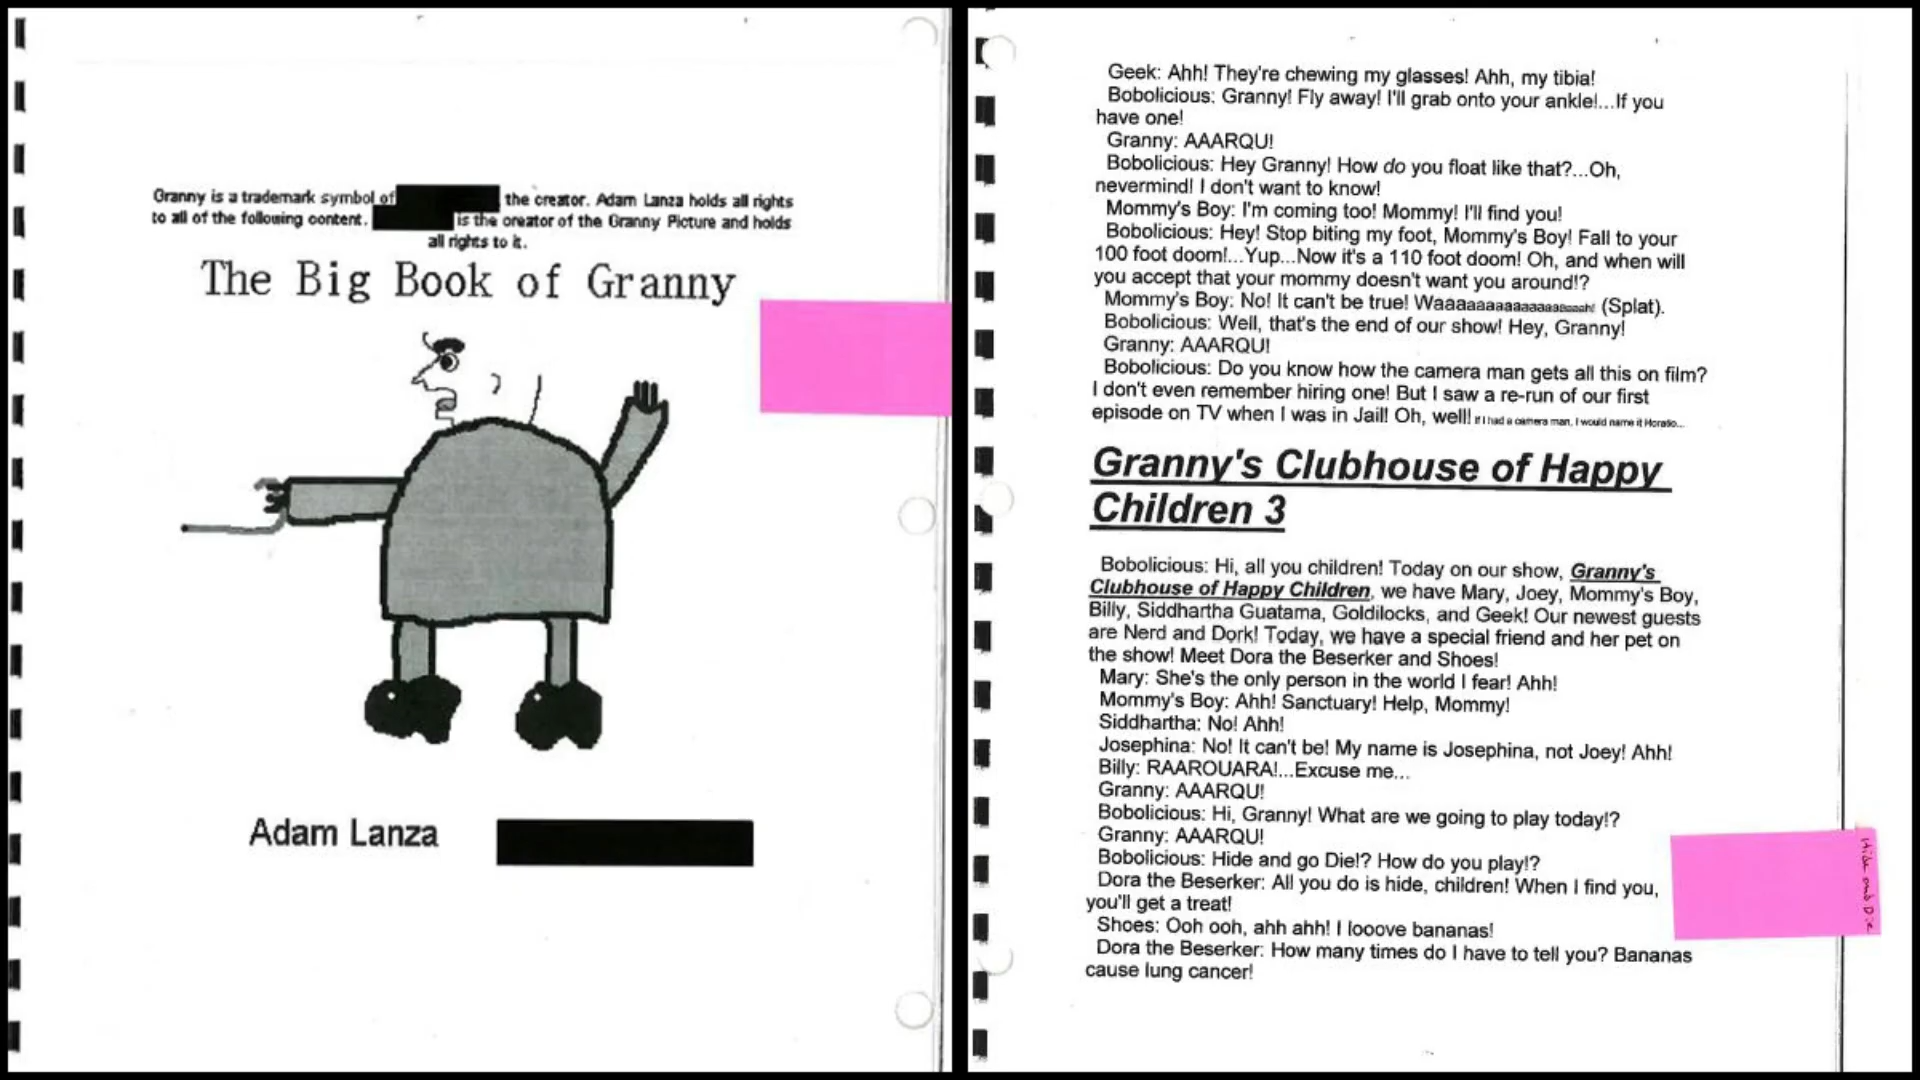 Granny is a trademark symbol of the creator. Adam Lanza holds all rights
to all of the following content. is the creator of the Granny Picture and holds
all rights to it.
The Big Book of Granny
Adam Lanza
Geek: Ahh! They're chewing my glasses! Ahh, my tibia!
Bobolicious: Granny! Fly away! I'll grab onto your ankle!...If you
have one!
Granny: AAARQU!
Bobolicious: Hey Granny! How do you float like that?...Oh,
nevermind! I don't want to know!
Mommy's Boy: I'm coming too! Mommy! I'll find you!
Bobolicious: Hey! Stop biting my foot, Mommy's Boy! Fall to your
100 foot doom!...Yup...Now it's a 110 foot doom! Oh, and when will
you accept that your mommy doesn't want you around!?
Mommy's Boy: No! It can't be true! Waaaaaaaaaaaaaaaaaah! (Splat).
Bobolicious: Well, that's the end of our show! Hey, Granny!
Granny: AAARQU!
Bobolicious: Do you know how the camera man gets all this on film?
I don't even remember hiring one! But I saw a re-run of our first
episode on TV when I was in Jail! Oh, well! If I had a camera man, I would name it Horatio...
Granny's Clubhouse of Happy
Children 3
Bobolicious: Hi, all you children! Today on our show, Granny's
Clubhouse of Happy Children, we have Mary, Joey, Mommy's Boy,
Billy, Siddhartha Guatama, Goldilocks, and Geek! Our newest guests
are Nerd and Dork! Today, we have a special friend and her pet on
the show! Meet Dora the Beserker and Shoes!
Mary: She's the only person in the world I fear! Ahh!
Mommy's Boy: Ahh! Sanctuary! Help, Mommy!
Siddhartha: No! Ahh!
Josephina: No! It can't be! My name is Josephina, not Joey! Ahh!
Billy: RAAROUARA!...Excuse me...
Granny: AAARQU!
Bobolicious: Hi, Granny! What are we going to play today!?
Granny: AAARQU!
Bobolicious: Hide and go Die!? How do you play!?
Dora the Beserker: All you do is hide, children! When I find you,
you'll get a treat!
Shoes: Ooh ooh, ahh ahh! I looove bananas!
Dora the Beserker: How many times do I have to tell you? Bananas
cause lung cancer!
Hide and Die